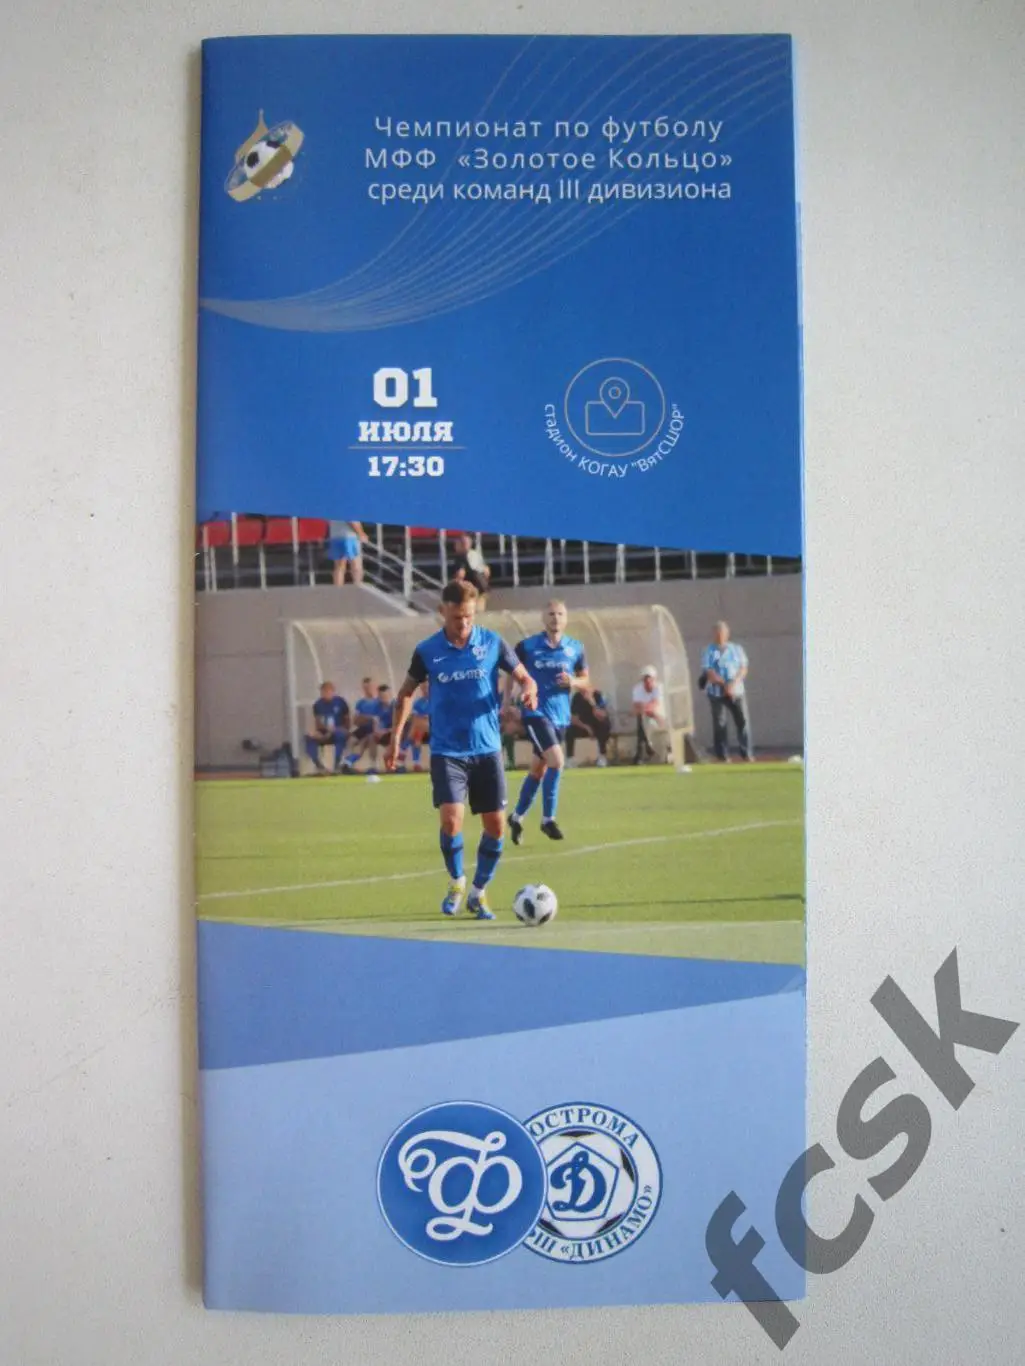 Чемпионат по футболу
МФФ «Золотое Кольцо»
среди команд III дивизиона
01
ИЮЛЯ
17:30
стадион КОГАУ "ВятСШОР"
АВИТЕК
ОСТРОМА
Д
Ш «ДИНАМО»
fcsk